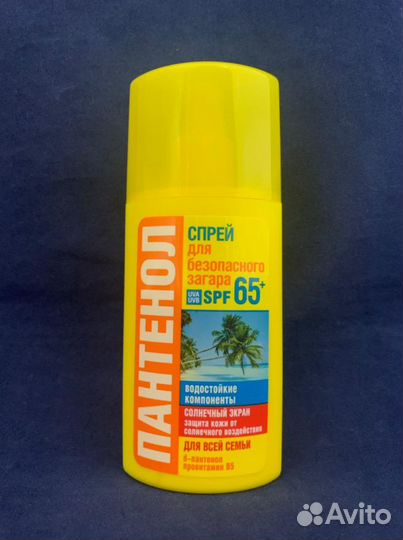 ПАНТЕНОЛ
СПРЕЙ
для
безопасного
загара
UVA
UVB
SPF 65+
водостойкие
компоненты
СОЛНЕЧНЫЙ ЭКРАН
защита кожи от
солнечного воздействия
ДЛЯ ВСЕЙ СЕМЬИ
d-пантенол
провитамин В5
Avito